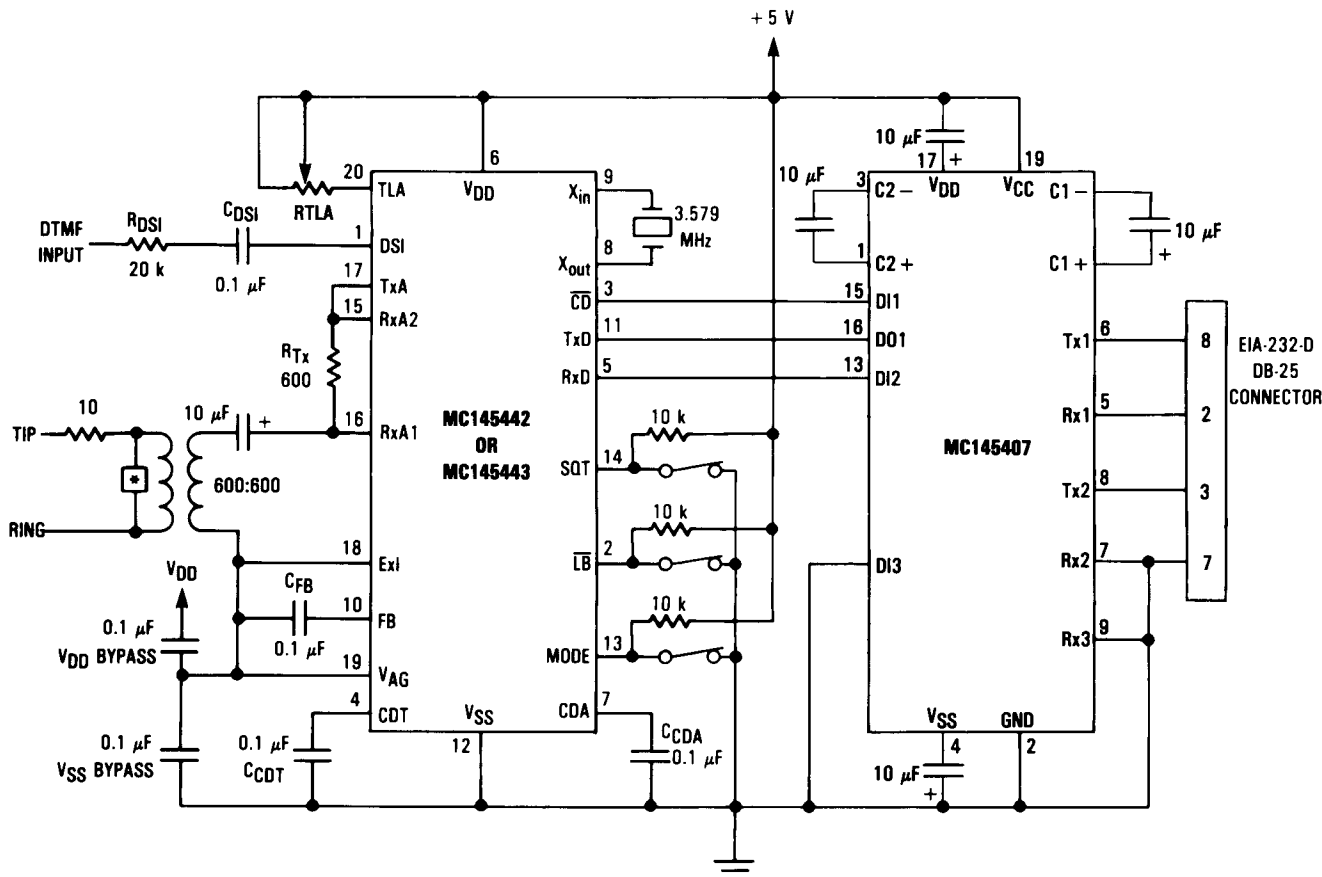 +5 V
10 µF
10 µF
17 +
19
VDD
VCC
3
C2-
1
C2+
C1-
C1+
10 µF
+
20
TLA
RTLA
6
VDD
9
Xin
3.579
MHz
8
Xout
DTMF
INPUT
RDSI
20 k
CDSI
0.1 µF
1
DSI
17
TxA
15
RxA2
RTx
600
3
CD
15
DI1
11
TxD
16
DO1
5
RxD
13
DI2
6
Tx1
8
5
Rx1
2
8
Tx2
3
7
Rx2
7
9
Rx3
EIA-232-D
DB-25
CONNECTOR
TIP
10
10 µF +
16
RxA1
MC145442
OR
MC145443
MC145407
*
600:600
RING
10 k
14
SQT
10 k
2
LB
10 k
13
MODE
DI3
18
ExI
CFB
10
FB
0.1 µF
VDD
0.1 µF
VDD BYPASS
19
VAG
4
CDT
VSS
12
CDA
7
CCDA
0.1 µF
0.1 µF
VSS BYPASS
0.1 µF
CCDT
VSS
4
GND
2
10 µF
+